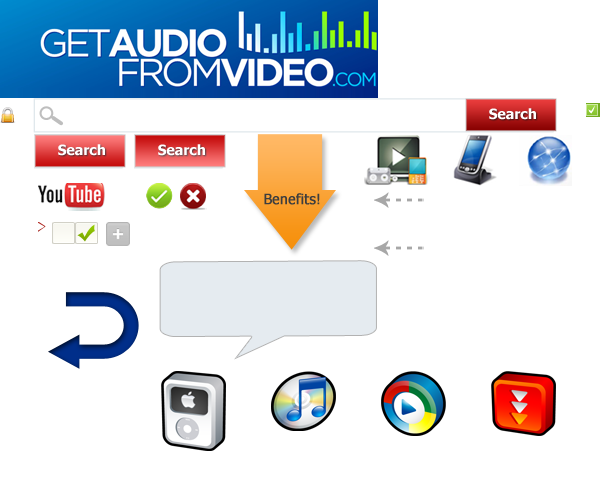 GETAUDIO
FROMVIDEO.COM
Search
Search
Search
YouTube
Benefits!